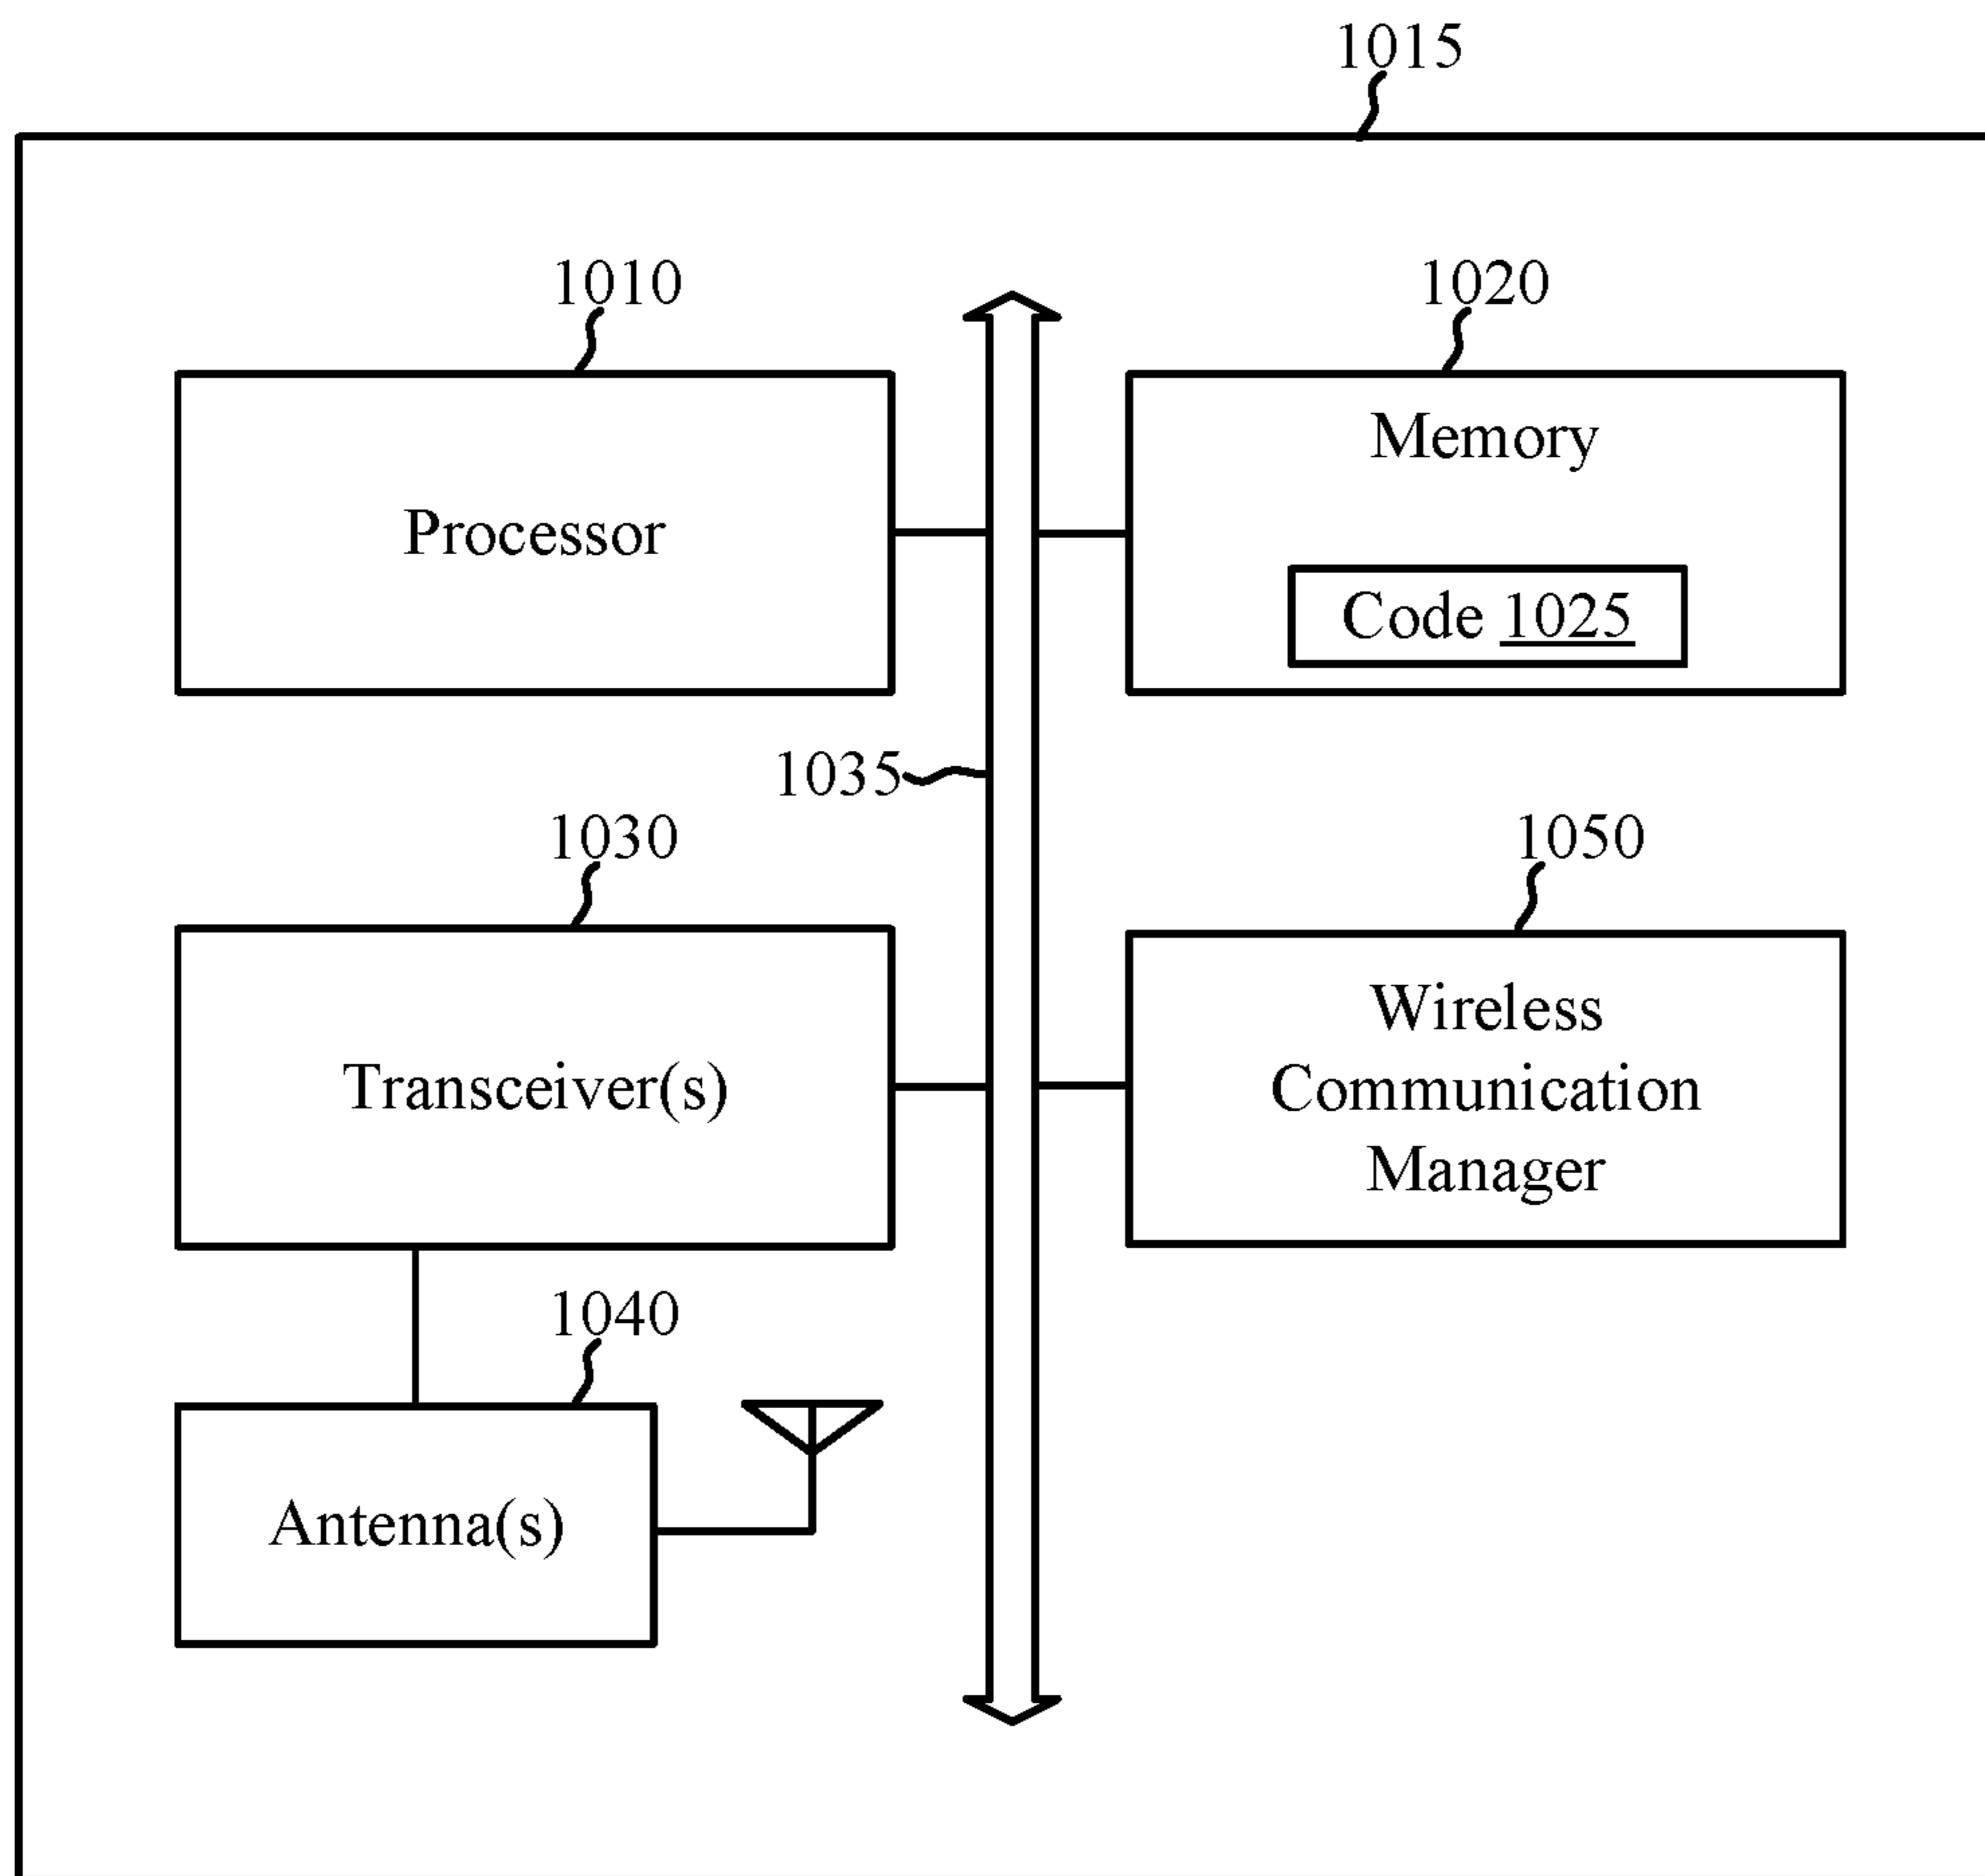 1015
1010
1020
Processor
Memory
Code 1025
1035
1030
1050
Transceiver(s)
Wireless
Communication
Manager
1040
Antenna(s)